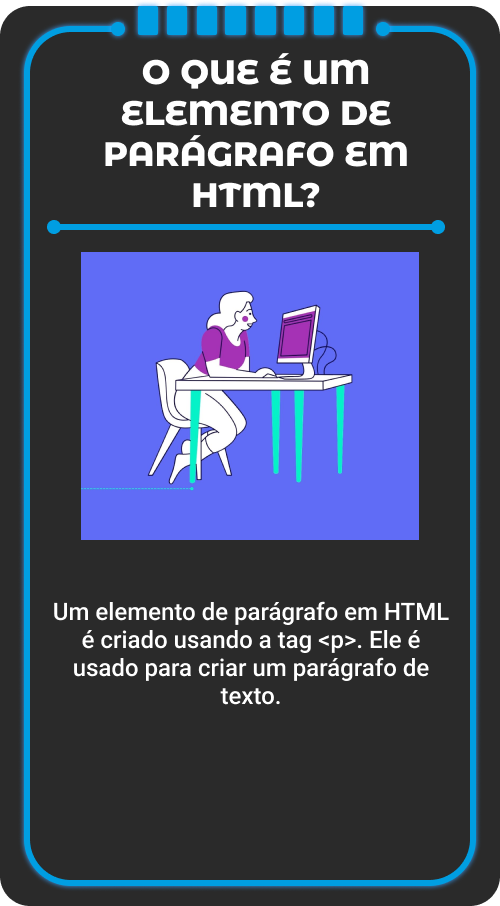 O QUE É UM
ELEMENTO DE
PARÁGRAFO EM
HTML?
Um elemento de parágrafo em HTML
é criado usando a tag <p>. Ele é
usado para criar um parágrafo de
texto.